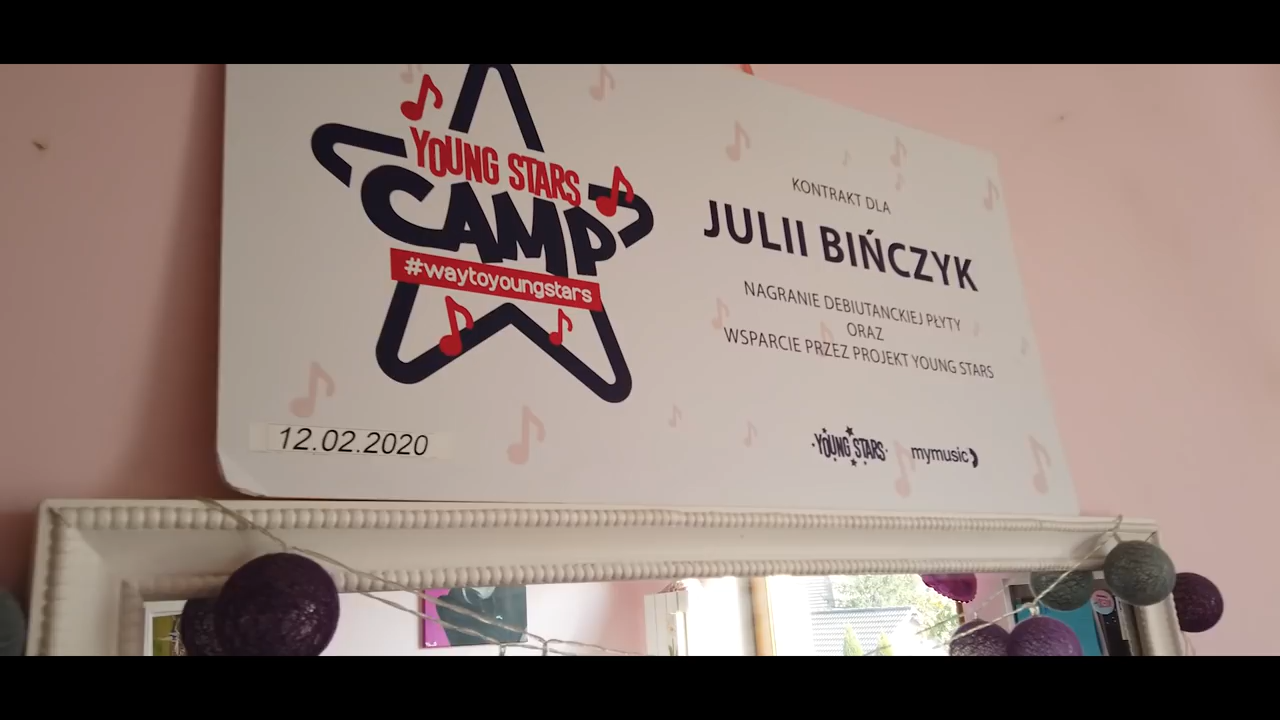 YOUNG STARS
CAMP
#waytoyoungstars
12.02.2020
KONTRAKT DLA
JULII BIŃCZYK
NAGRANIE DEBIUTANCKIEJ PŁYTY
ORAZ
WSPARCIE PRZEZ PROJEKT YOUNG STARS
YOUNG STARS
mymusic